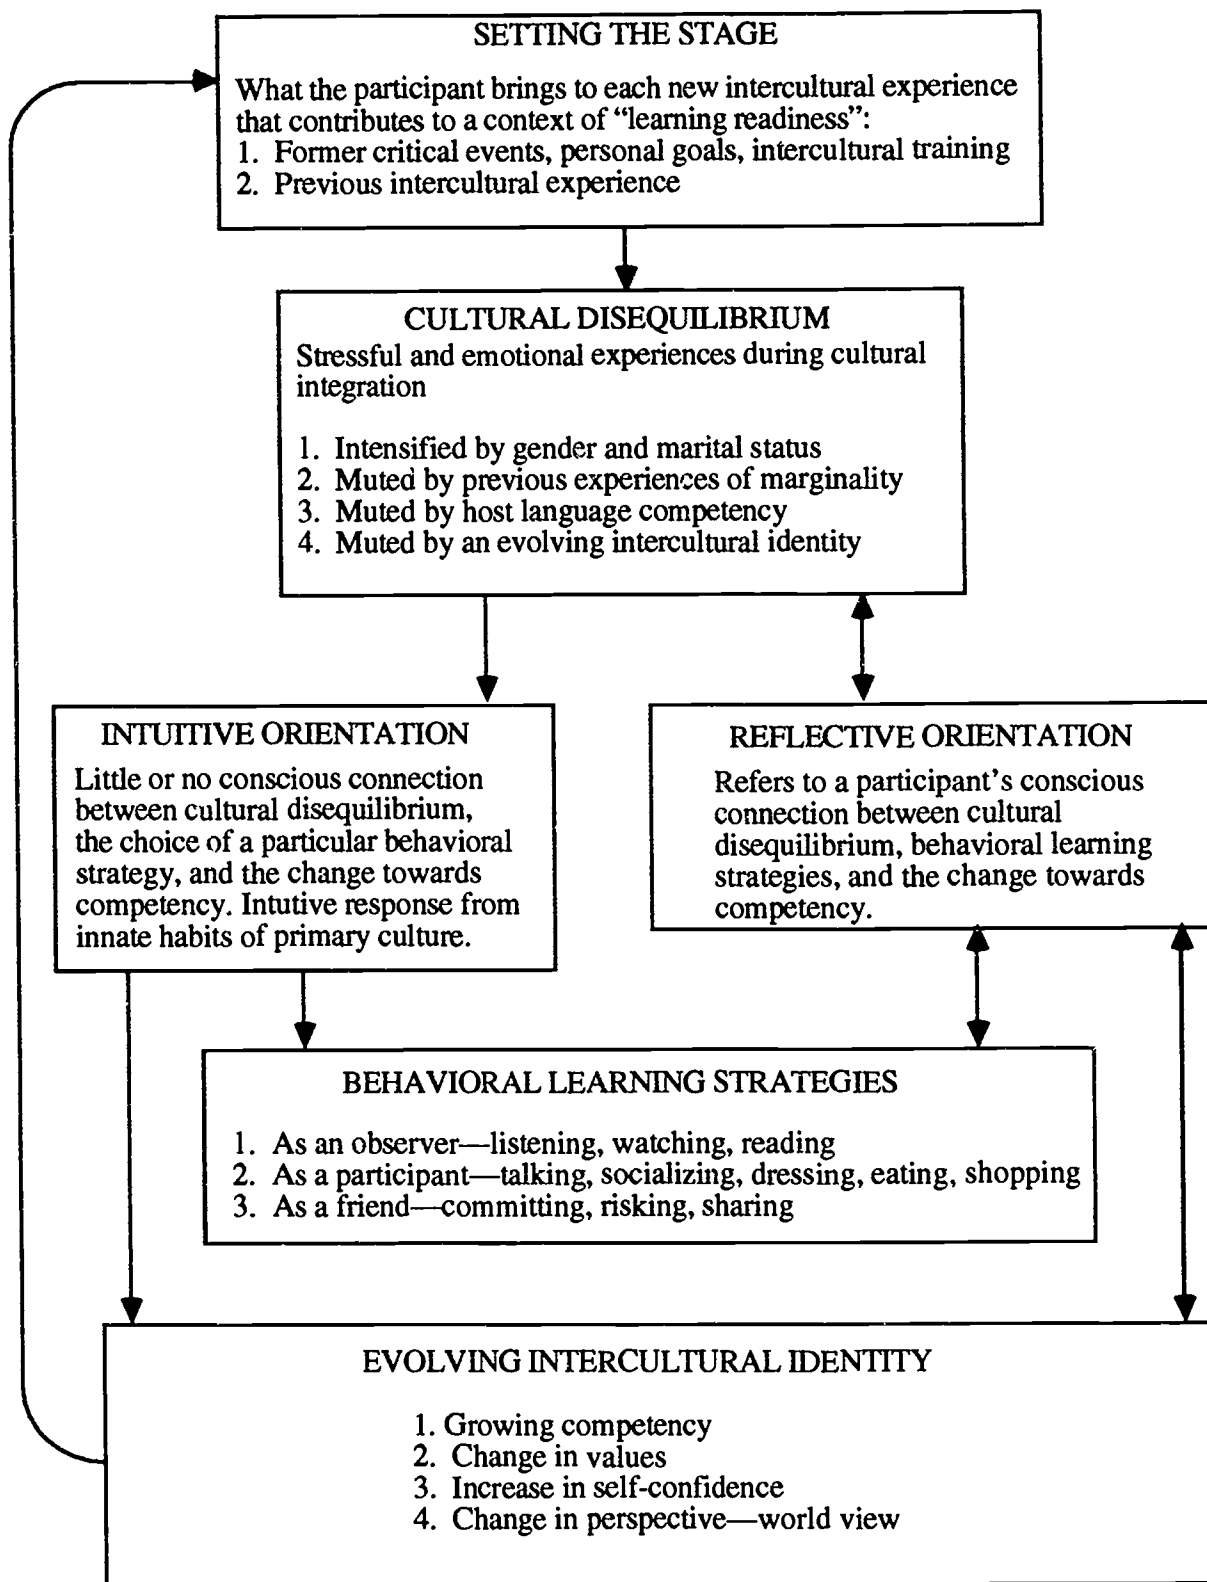 SETTING THE STAGE
What the participant brings to each new intercultural experience
that contributes to a context of “learning readiness”:
1. Former critical events, personal goals, intercultural training
2. Previous intercultural experience
CULTURAL DISEQUILIBRIUM
Stressful and emotional experiences during cultural
integration
1. Intensified by gender and marital status
2. Muted by previous experiences of marginality
3. Muted by host language competency
4. Muted by an evolving intercultural identity
INTUITIVE ORIENTATION
Little or no conscious connection
between cultural disequilibrium,
the choice of a particular behavioral
strategy, and the change towards
competency. Intutive response from
innate habits of primary culture.
REFLECTIVE ORIENTATION
Refers to a participant’s conscious
connection between cultural
disequilibrium, behavioral learning
strategies, and the change towards
competency.
BEHAVIORAL LEARNING STRATEGIES
1. As an observer—listening, watching, reading
2. As a participant—talking, socializing, dressing, eating, shopping
3. As a friend—committing, risking, sharing
EVOLVING INTERCULTURAL IDENTITY
1. Growing competency
2. Change in values
3. Increase in self-confidence
4. Change in perspective—world view